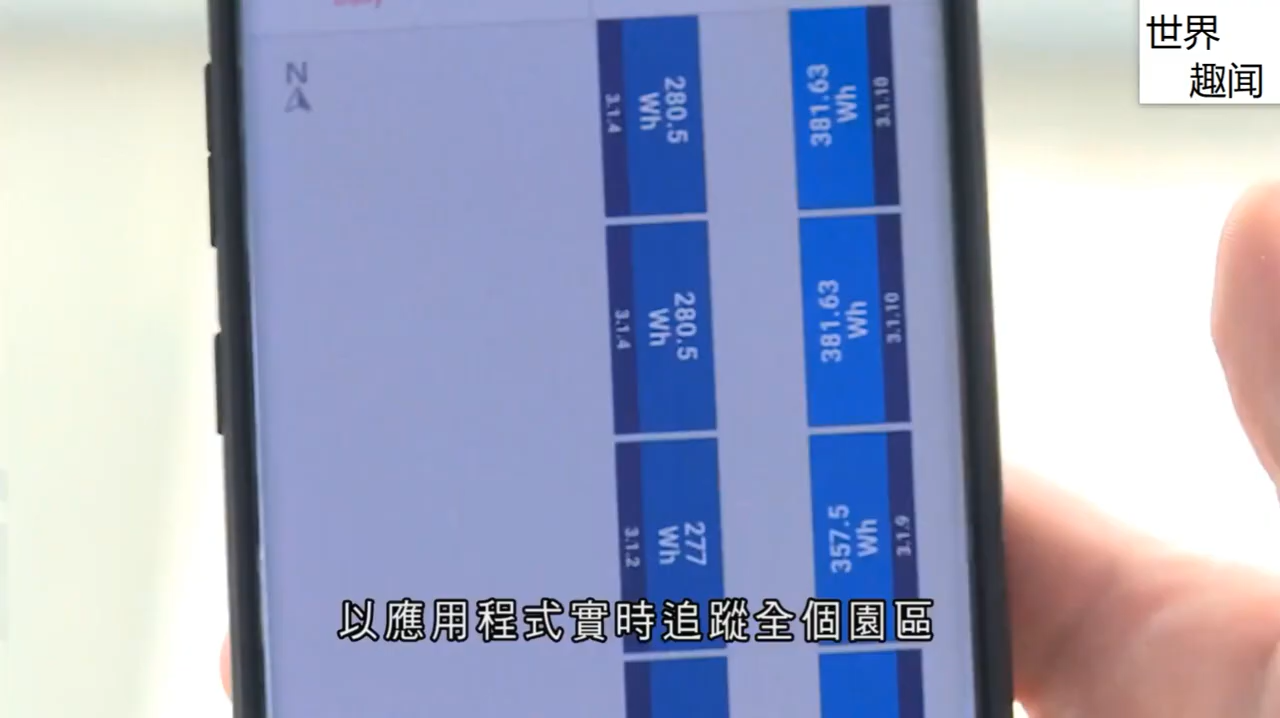 世界
趣闻
N
280.5
Wh
3.1.4
381.63
Wh
3.1.10
280.5
Wh
3.1.4
381.63
Wh
3.1.10
277
Wh
3.1.2
357.5
Wh
3.1.9
以應用程式實時追蹤全個園區